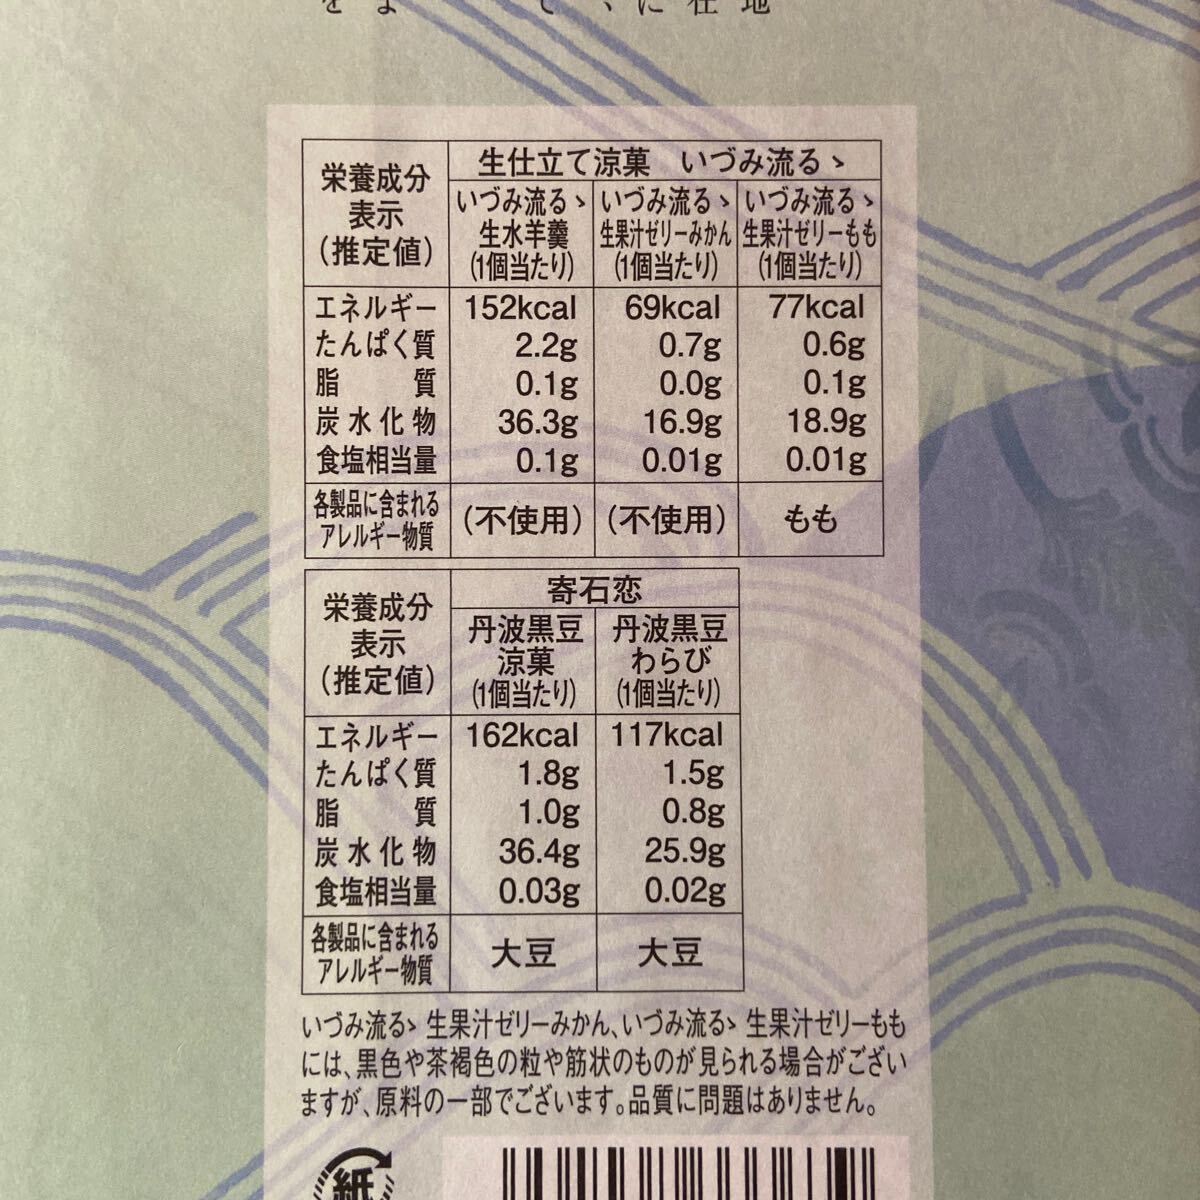 をま て、に在地
栄養成分表示(推定値) 生仕立て涼菓 いづみ流るゝ
いづみ流るゝ生水羊羹(1個当たり) いづみ流るゝ生果汁ゼリーみかん(1個当たり) いづみ流るゝ生果汁ゼリーもも(1個当たり)
エネルギー 152kcal 69kcal 77kcal
たんぱく質 2.2g 0.7g 0.6g
脂質 0.1g 0.0g 0.1g
炭水化物 36.3g 16.9g 18.9g
食塩相当量 0.1g 0.01g 0.01g
各製品に含まれるアレルギー物質 (不使用) (不使用) もも
栄養成分表示(推定値) 寄石恋
丹波黒豆涼菓(1個当たり) 丹波黒豆わらび(1個当たり)
エネルギー 162kcal 117kcal
たんぱく質 1.8g 1.5g
脂質 1.0g 0.8g
炭水化物 36.4g 25.9g
食塩相当量 0.03g 0.02g
各製品に含まれるアレルギー物質 大豆 大豆
いづみ流るゝ 生果汁ゼリーみかん、いづみ流るゝ 生果汁ゼリーもも
には、黒色や茶褐色の粒や筋状のものが見られる場合がござい
ますが、原料の一部でございます。品質に問題はありません。
紙